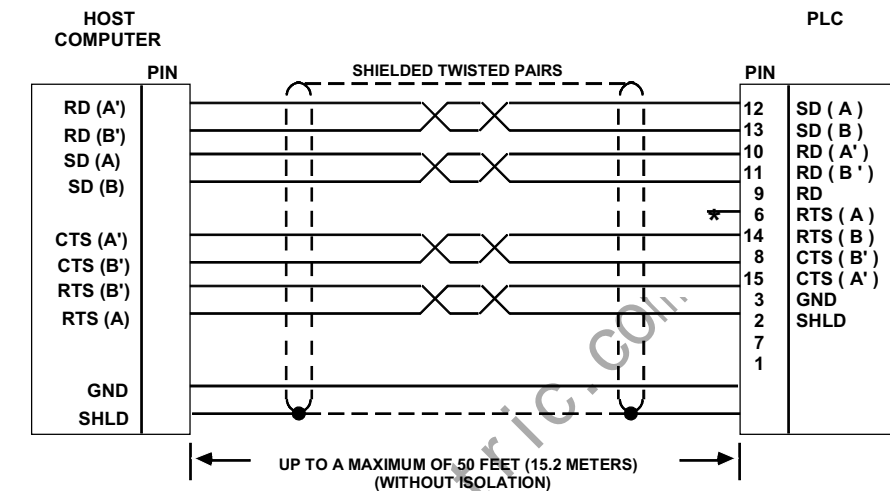 HOST
COMPUTER
PLC
PIN
SHIELDED TWISTED PAIRS
PIN
RD (A')
RD (B')
SD (A)
SD (B)
CTS (A')
CTS (B')
RTS (B')
RTS (A)
GND
SHLD
12 SD ( A )
13 SD ( B )
10 RD ( A' )
11 RD ( B ' )
9 RD
* 6 RTS ( A )
14 RTS ( B )
8 CTS ( B' )
15 CTS ( A' )
3 GND
2 SHLD
7
1
UP TO A MAXIMUM OF 50 FEET (15.2 METERS)
(WITHOUT ISOLATION)